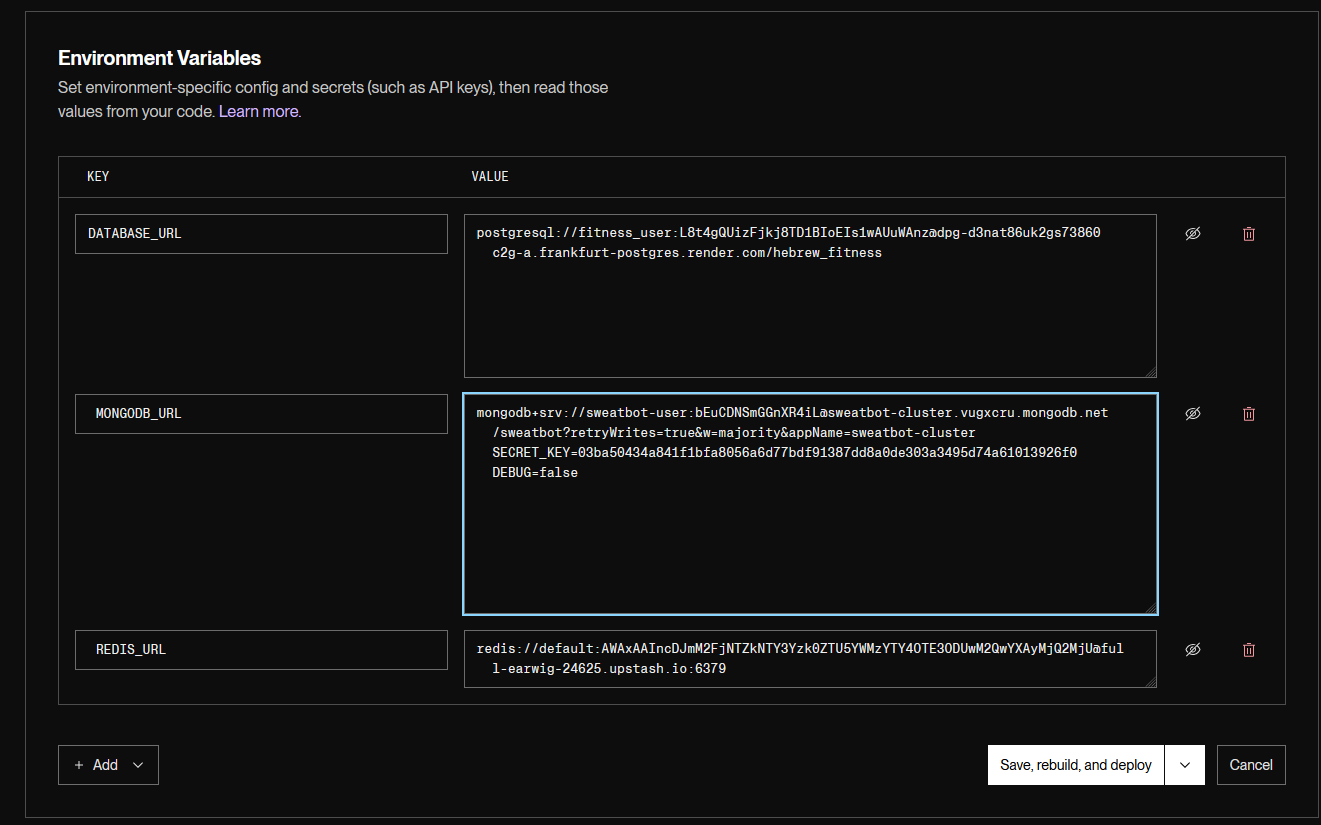 Environment Variables
Set environment-specific config and secrets (such as API keys), then read those
values from your code. Learn more.
KEY
VALUE
DATABASE_URL
postgresql://fitness_user:L8t4gQUizFjkj8TD1BIoEIs1wAUuWAnz@dpg-d3nat86uk2gs73860
c2g-a.frankfurt-postgres.render.com/hebrew_fitness
MONGODB_URL
mongodb+srv://sweatbot-user:bEuCDNSmGGnXR4iL@sweatbot-cluster.vugxcru.mongodb.net
/sweatbot?retryWrites=true&w=majority&appName=sweatbot-cluster
SECRET_KEY=03ba50434a841f1bfa8056a6d77bdf91387dd8a0de303a3495d74a61013926f0
DEBUG=false
REDIS_URL
redis://default:AWAxAAIncDJmM2FjNTZkNTY3Yzk0ZTU5YWMzYTY4OTE3ODUwM2QwYXAyMjQ2MjU@ful
l-earwig-24625.upstash.io:6379
+ Add
Save, rebuild, and deploy
Cancel